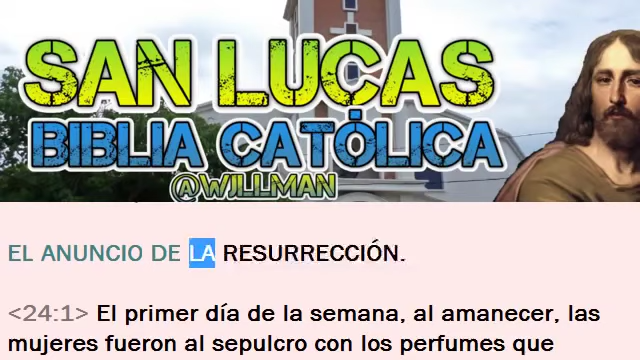 SAN LUCAS
BIBLIA CATÓLICA
@WJLLMAN
EL ANUNCIO DE LA RESURRECCIÓN.
<24:1> El primer día de la semana, al amanecer, las
mujeres fueron al sepulcro con los perfumes que